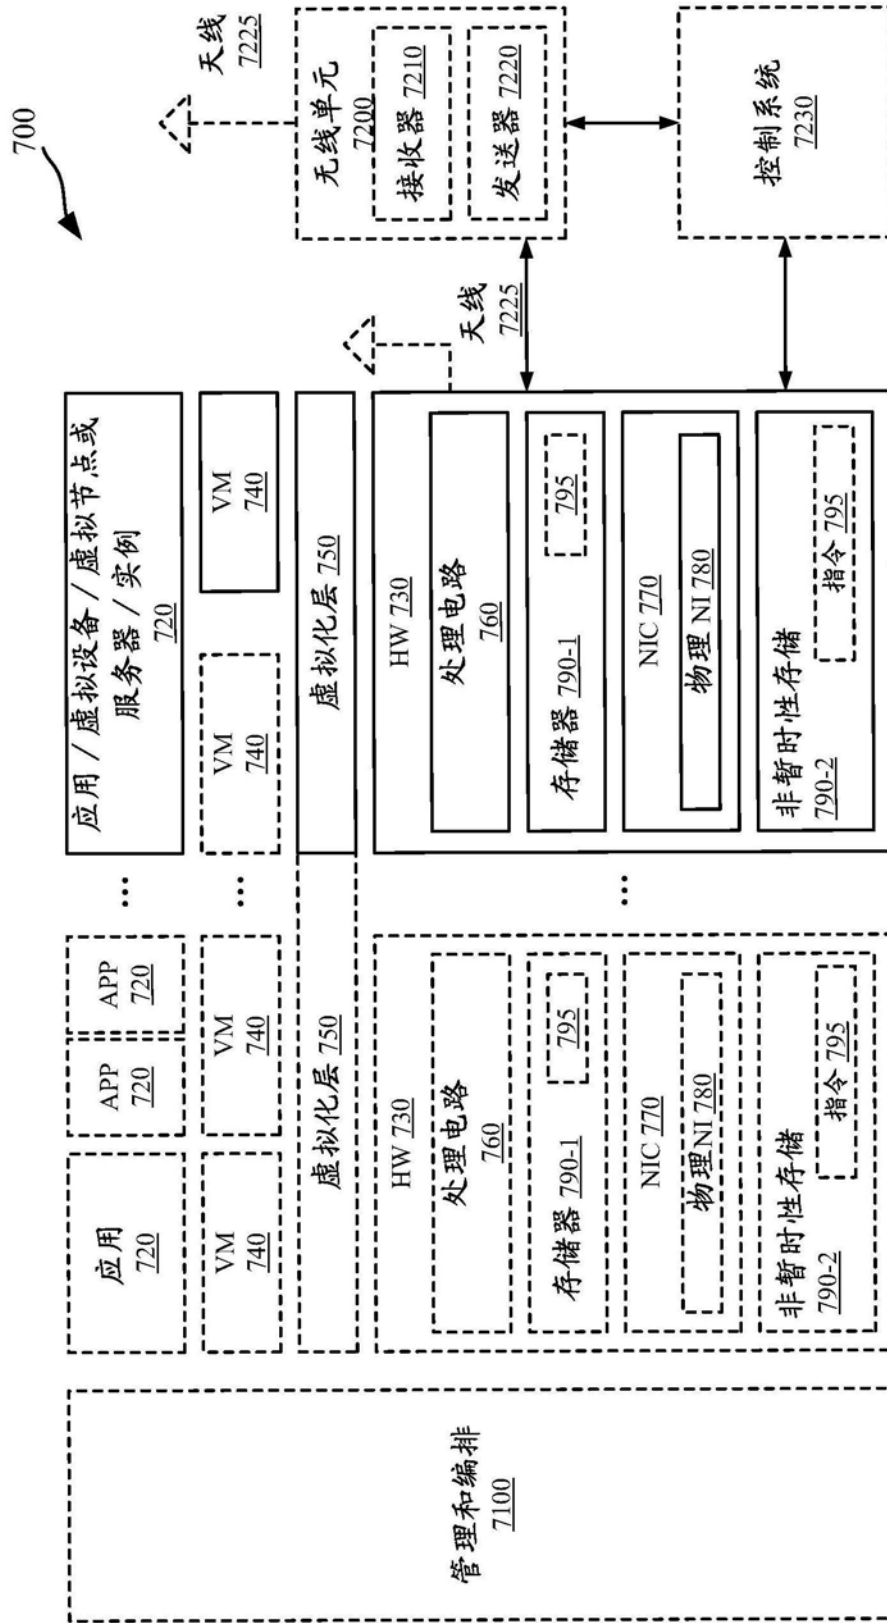 700
管理和编排
7100
应用
720
APP
720
APP
720
...
应用/虚拟设备/虚拟节点或
服务器/实例
720
VM
740
VM
740
...
VM
740
VM
740
虚拟化层 750
虚拟化层 750
HW 730
处理电路
760
存储器 790-1
795
NIC 770
物理NI 780
非暂时性存储
790-2
指令 795
...
HW 730
处理电路
760
存储器 790-1
795
NIC 770
物理 NI 780
非暂时性存储
790-2
指令 795
天线
7225
天线
7225
无线单元
7200
接收器
7210
发送器
7220
控制系统
7230